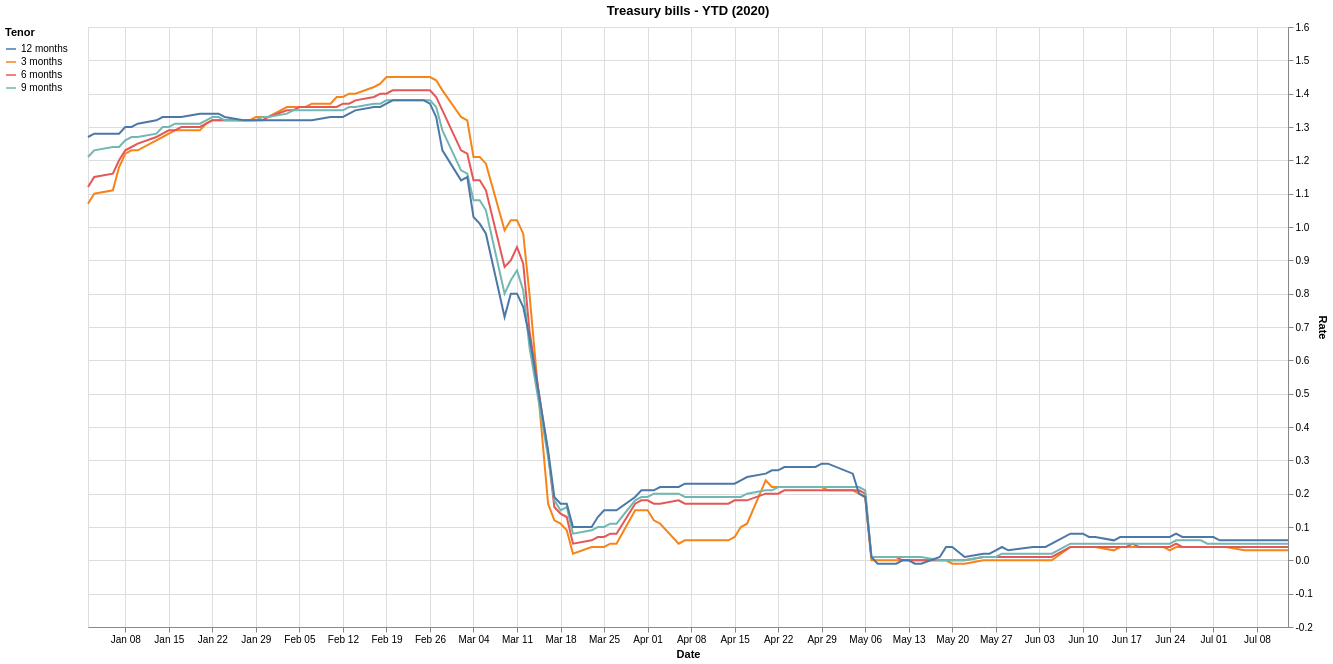 Treasury bills - YTD (2020)
Tenor
12 months
3 months
6 months
9 months
1.6
1.5
1.4
1.3
1.2
1.1
1.0
0.9
0.8
0.7
0.6
0.5
0.4
0.3
0.2
0.1
0.0
-0.1
-0.2
Rate
Jan 08 Jan 15 Jan 22 Jan 29 Feb 05 Feb 12 Feb 19 Feb 26 Mar 04 Mar 11 Mar 18 Mar 25 Apr 01 Apr 08 Apr 15 Apr 22 Apr 29 May 06 May 13 May 20 May 27 Jun 03 Jun 10 Jun 17 Jun 24 Jul 01 Jul 08
Date